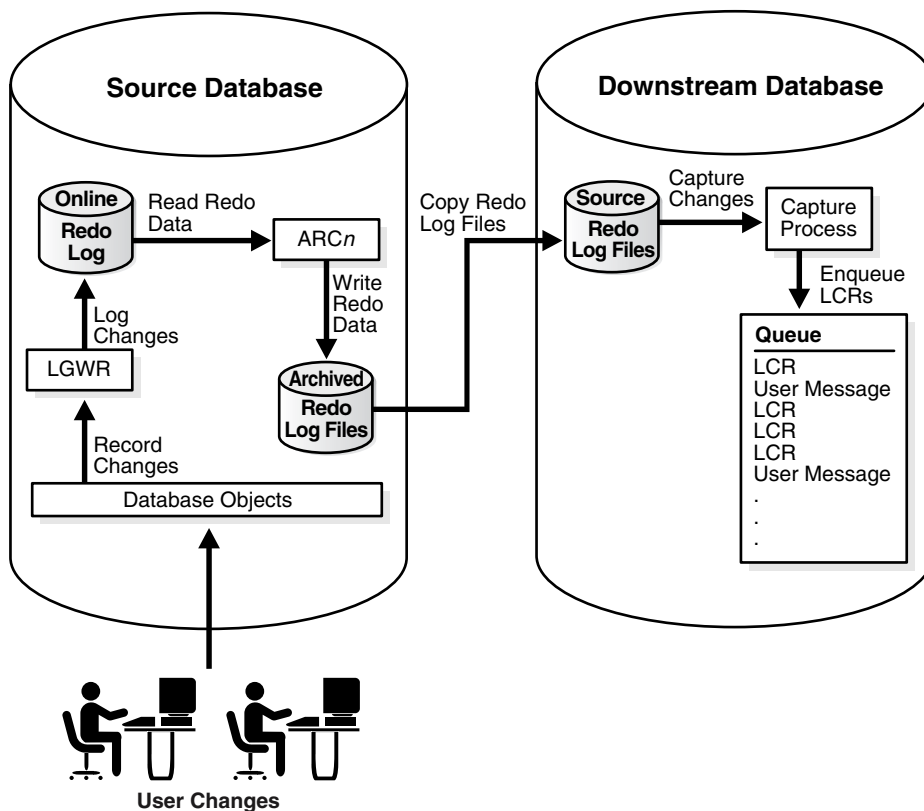 Source Database
Online
Redo
Log
Read Redo
Data
ARCn
Write
Redo
Data
Log
Changes
LGWR
Archived
Redo
Log Files
Record
Changes
Database Objects
User Changes
Copy Redo
Log Files
Downstream Database
Source
Redo
Log Files
Capture
Changes
Capture
Process
Enqueue
LCRs
Queue
LCR
User Message
LCR
LCR
LCR
User Message
.
.
.